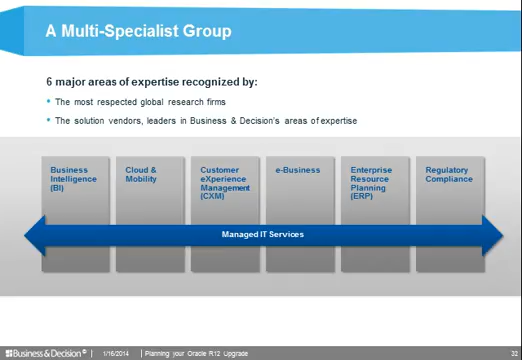 A Multi-Specialist Group
6 major areas of expertise recognized by:
• The most respected global research firms
• The solution vendors, leaders in Business & Decision's areas of expertise
Business
Intelligence
(BI)
Cloud &
Mobility
Customer
eXperience
Management
(CXM)
e-Business
Enterprise
Resource
Planning
(ERP)
Regulatory
Compliance
Managed IT Services
Business & Decision © | 1/16/2014 | Planning your Oracle R12 Upgrade 32